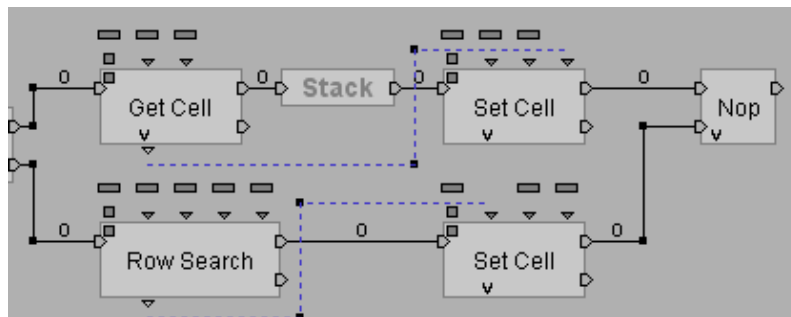 0 0 0 0
Get Cell Stack Set Cell Nop
V V V
0 0 0
Row Search Set Cell
V